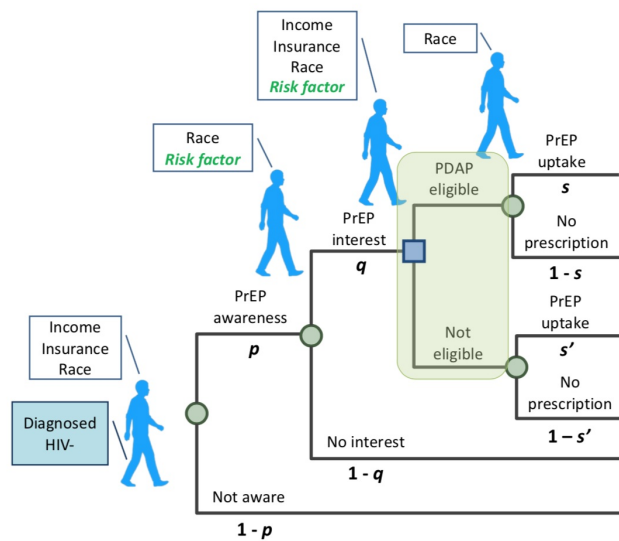 Income
Insurance
Race
Risk factor
Race
Race
Risk factor
PrEP
uptake
s
PDAP
eligible
No
prescription
1 - s
PrEP
interest
q
PrEP
uptake
s′
Not
eligible
No
prescription
1 – s′
PrEP
awareness
p
Income
Insurance
Race
Diagnosed
HIV-
No interest
1 - q
Not aware
1 - p